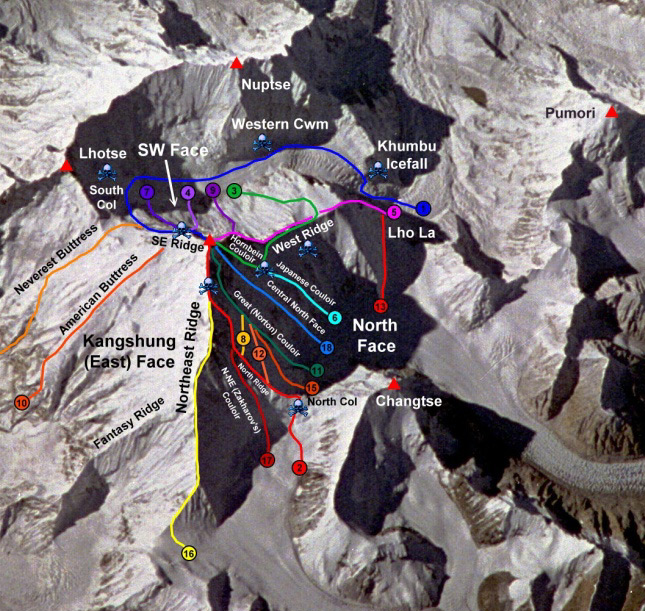 Nuptse
Pumori
Western Cwm
SW Face
Khumbu
Icefall
Lhotse
South
Col
7
4
9
3
5
1
Lho La
SE Ridge
Hornbein
Couloir
West Ridge
Neverest Buttress
American Buttress
Japanese Couloir
Central North Face
Great (Norton) Couloir
6
13
North
Face
18
Kangshung
(East) Face
Northeast Ridge
8
12
11
15
North Ridge
North Col
Changtse
N-NE (Zakharov's)
Couloir
10
Fantasy Ridge
17
2
16